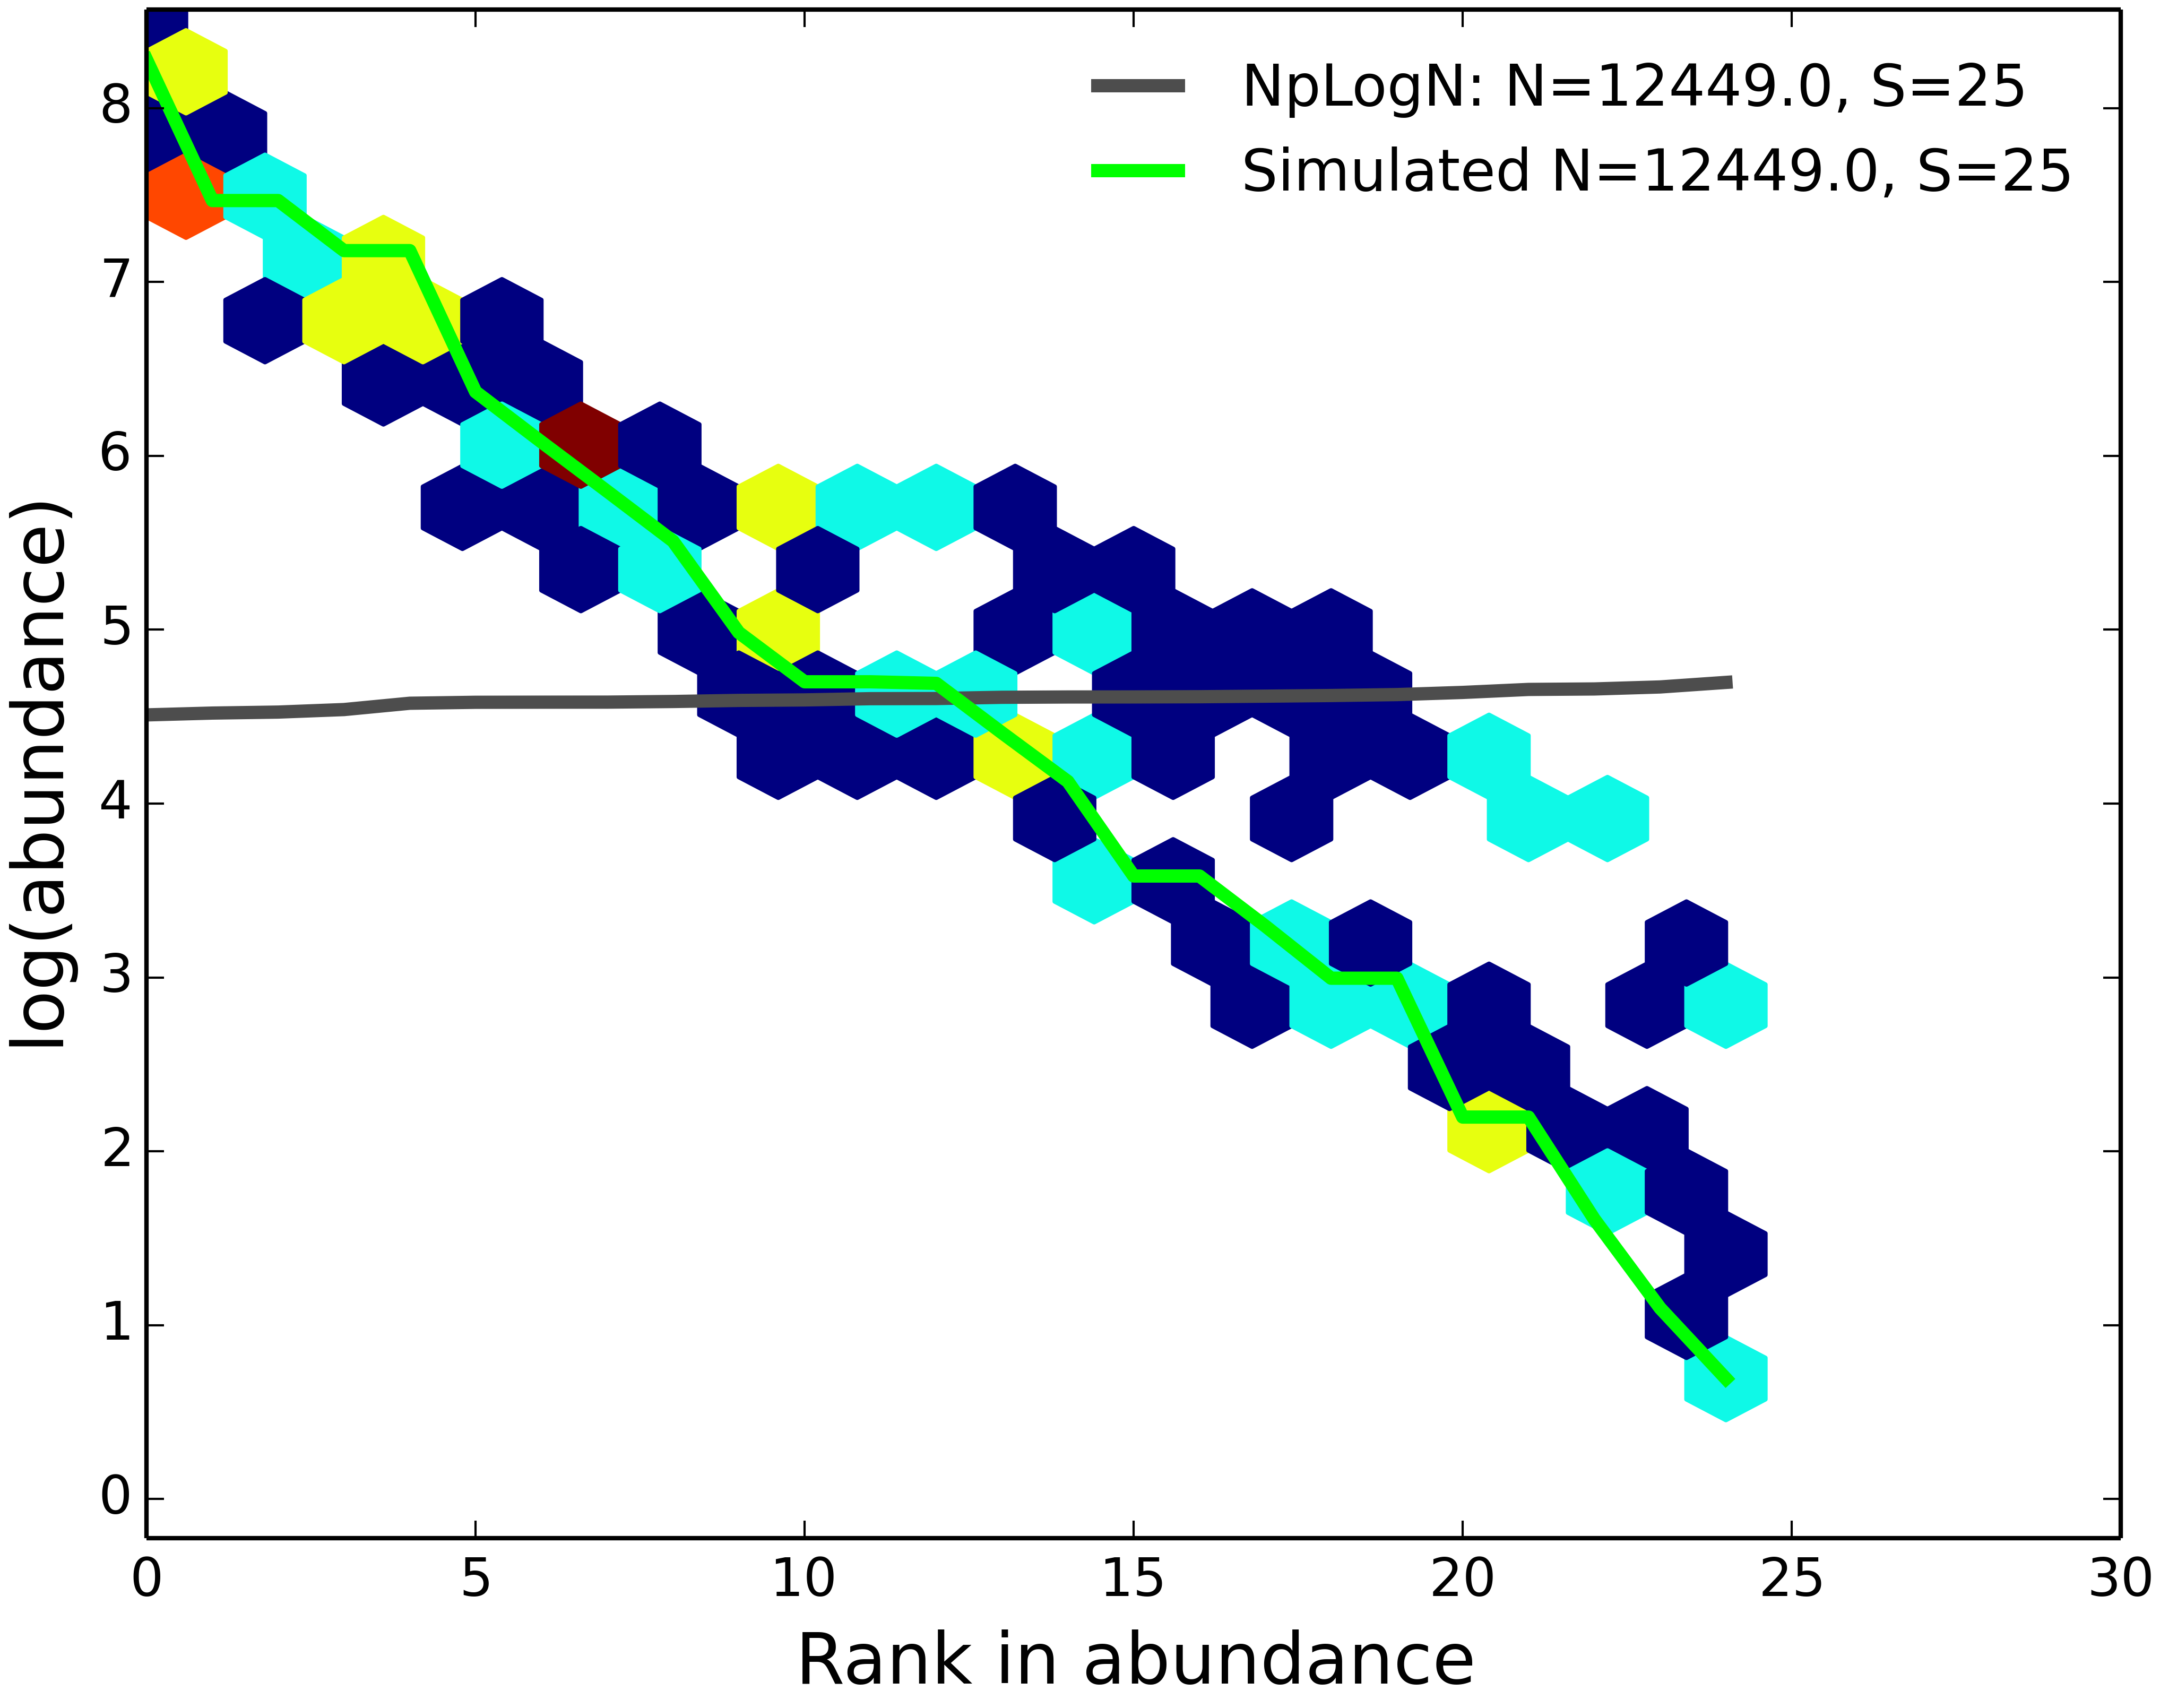 NpLogN: N=12449.0, S=25
Simulated N=12449.0, S=25
log(abundance)
8
7
6
5
4
3
2
1
0
0 5 10 15 20 25 30
Rank in abundance